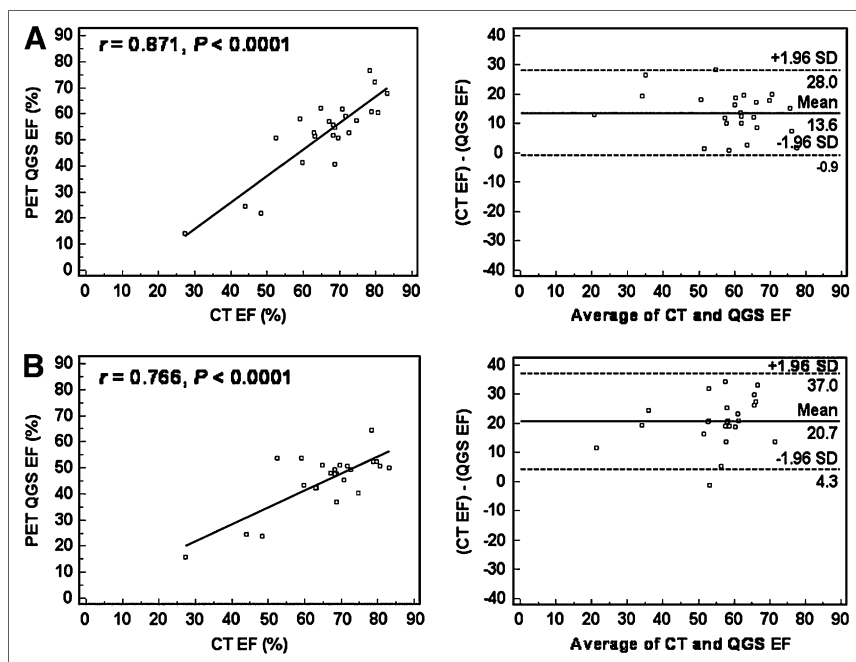 A
r = 0.871, P < 0.0001
PET QGS EF (%)
90
80
70
60
50
40
30
20
10
0
0 10 20 30 40 50 60 70 80 90
CT EF (%)
(CT EF) - (QGS EF)
40
30
20
10
0
-10
-20
-30
-40
+1.96 SD
28.0
Mean
13.6
-1.96 SD
-0.9
0 10 20 30 40 50 60 70 80 90
Average of CT and QGS EF
B
r = 0.766, P < 0.0001
PET QGS EF (%)
90
80
70
60
50
40
30
20
10
0
0 10 20 30 40 50 60 70 80 90
CT EF (%)
(CT EF) - (QGS EF)
40
30
20
10
0
-10
-20
-30
-40
+1.96 SD
37.0
Mean
20.7
-1.96 SD
4.3
0 10 20 30 40 50 60 70 80 90
Average of CT and QGS EF